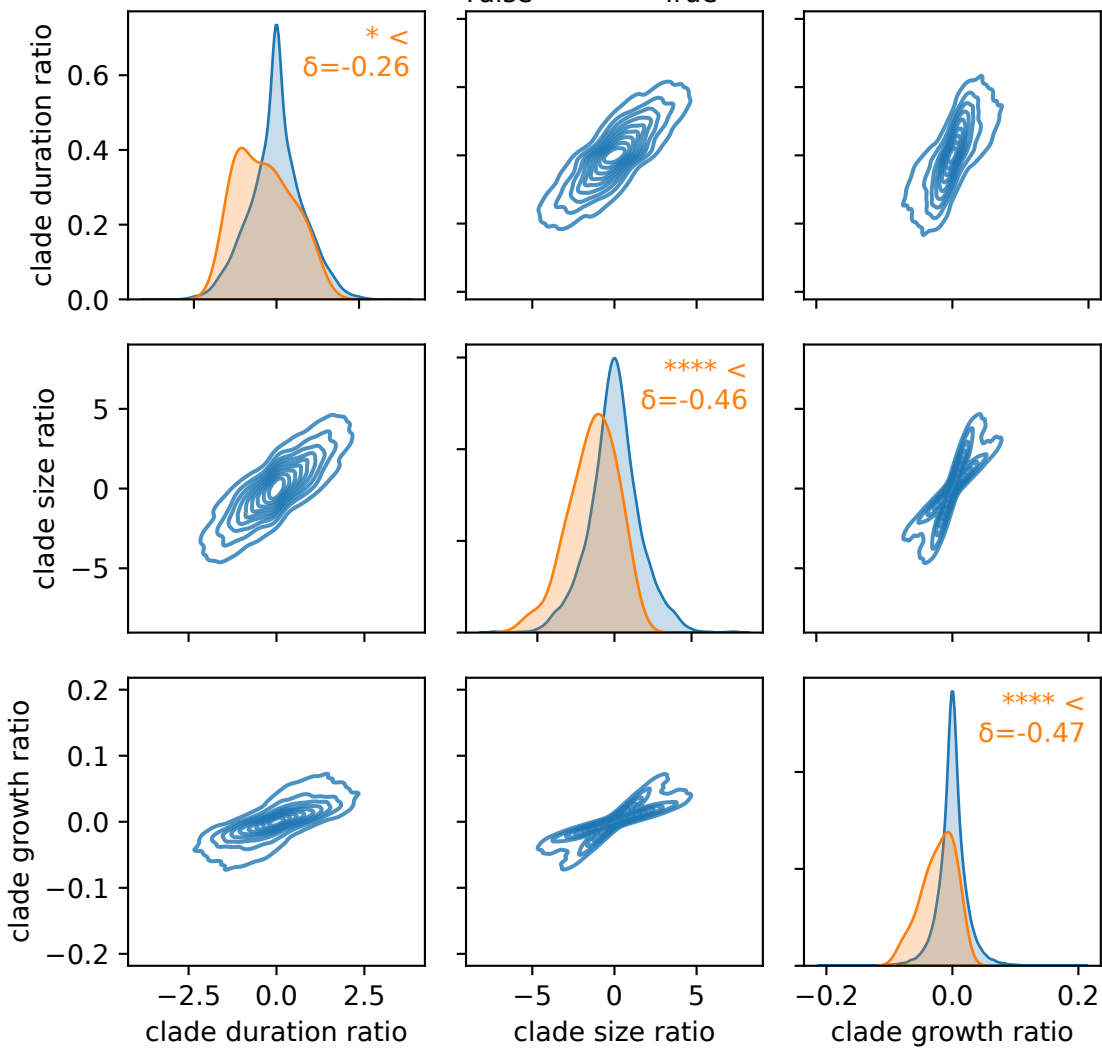 False True
clade duration ratio
0.6
0.4
0.2
0.0
* <
δ=-0.26
clade size ratio
5
0
−5
**** <
δ=-0.46
clade growth ratio
0.2
0.1
0.0
−0.1
−0.2
**** <
δ=-0.47
−2.5 0.0 2.5
clade duration ratio
−5 0 5
clade size ratio
−0.2 0.0 0.2
clade growth ratio